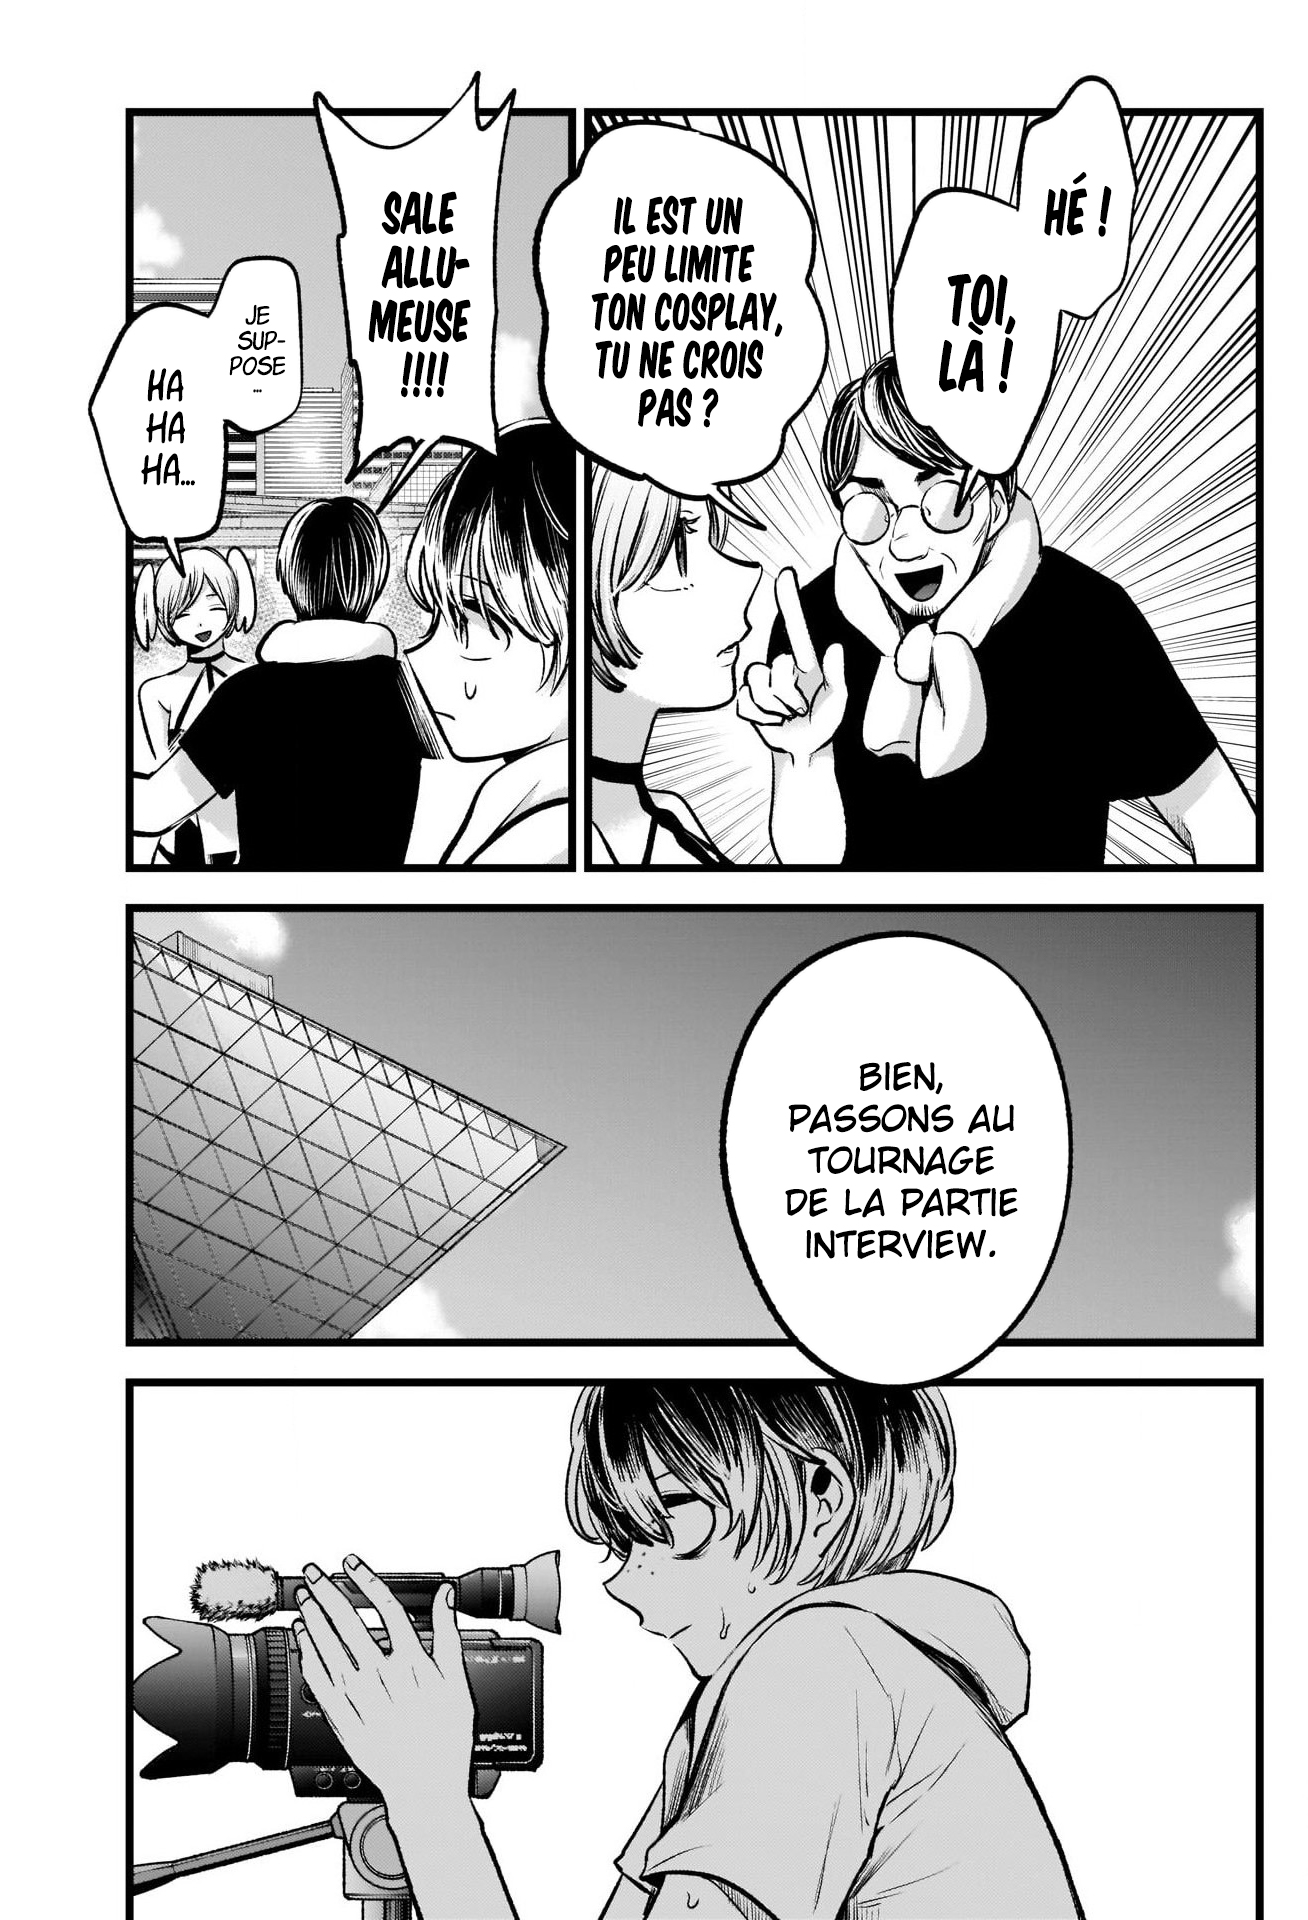 HÉ !
TOI,
LÀ !
IL EST UN
PEU LIMITE
TON COSPLAY,
TU NE CROIS
PAS ?
SALE
ALLU-
MEUSE
!!!!
JE
SUP-
POSE
...
HA
HA
HA...
BIEN,
PASSONS AU
TOURNAGE
DE LA PARTIE
INTERVIEW.